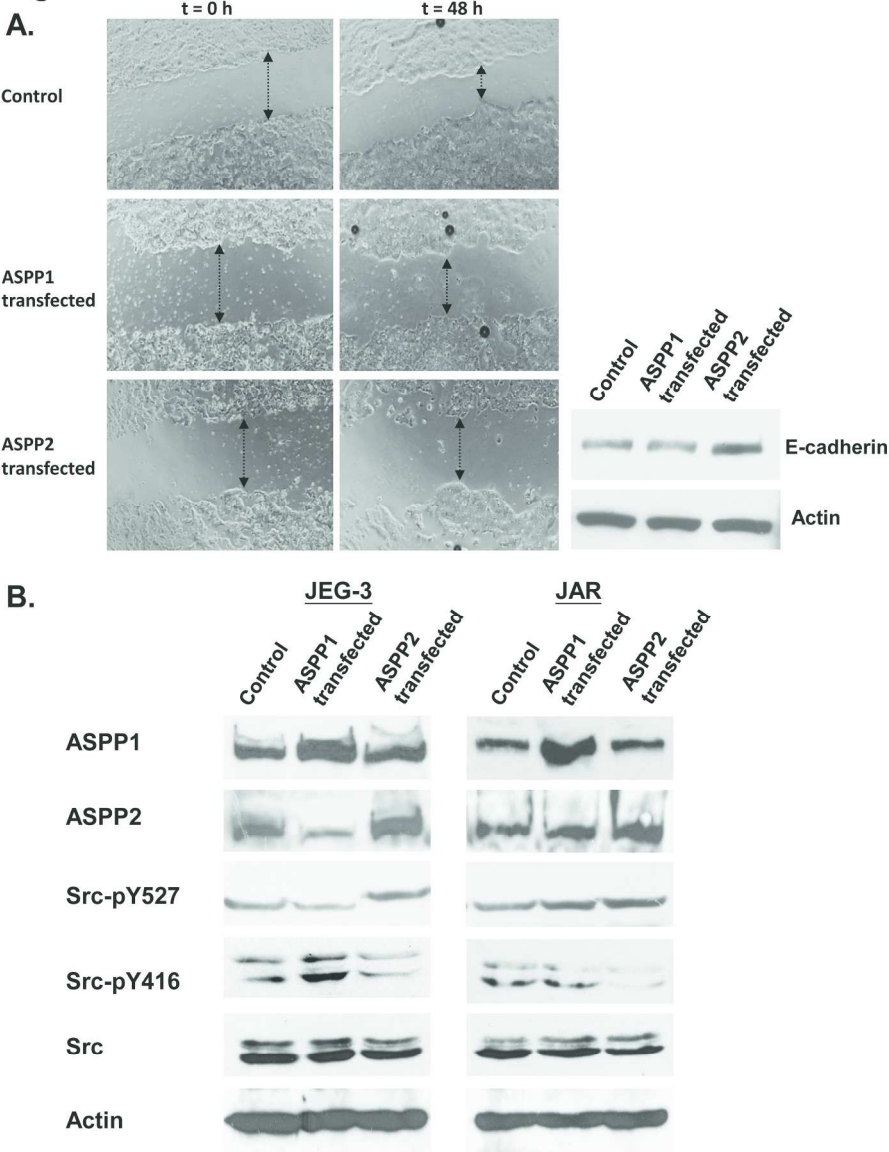 A.
t = 0 h
t = 48 h
Control
ASPP1
transfected
ASPP2
transfected
Control
ASPP1
transfected
ASPP2
transfected
E-cadherin
Actin
B.
JEG-3
JAR
Control
ASPP1
transfected
ASPP2
transfected
Control
ASPP1
transfected
ASPP2
transfected
ASPP1
ASPP2
Src-pY527
Src-pY416
Src
Actin